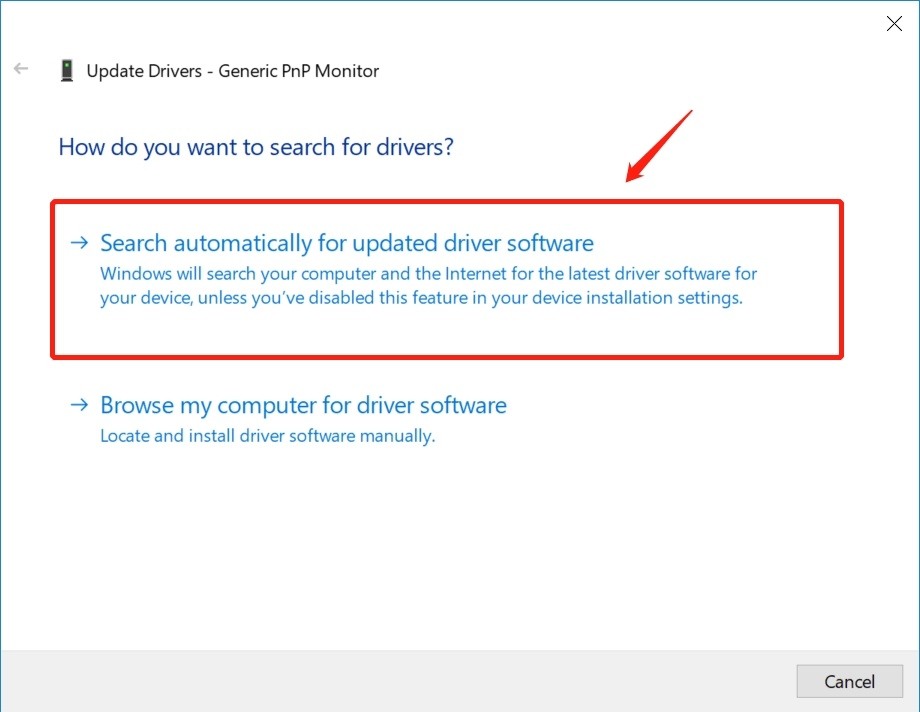 Update Drivers - Generic PnP Monitor
How do you want to search for drivers?
Search automatically for updated driver software
Windows will search your computer and the Internet for the latest driver software for
your device, unless you’ve disabled this feature in your device installation settings.
Browse my computer for driver software
Locate and install driver software manually.
Cancel